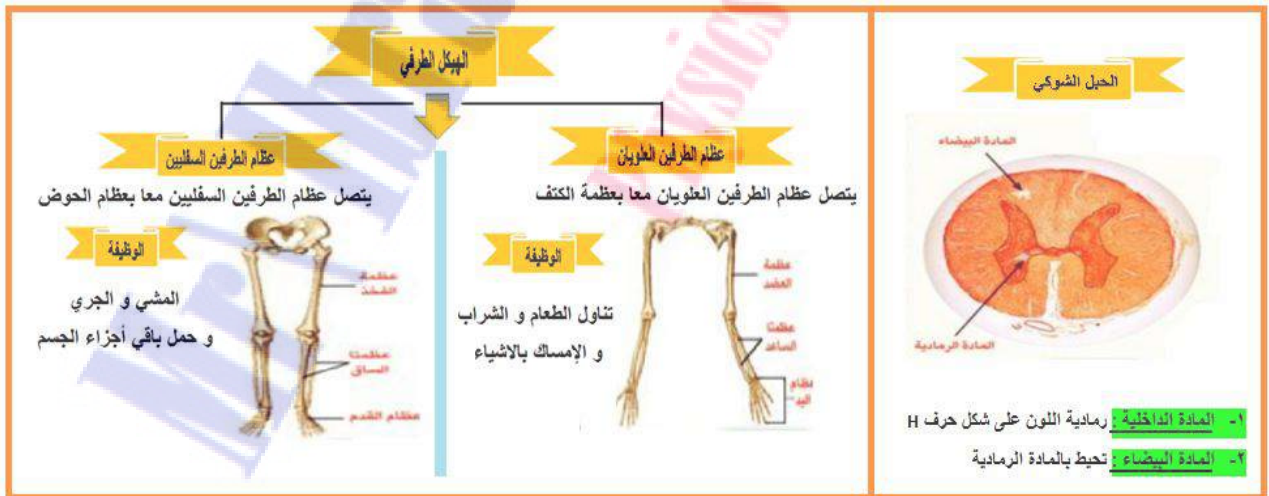 الهيكل الطرفي
عظام الطرفين العلويان
يتصل عظام الطرفين العلويان معا بعظمة الكتف
الوظيفة
تناول الطعام و الشراب
و الإمساك بالاشياء
عظمة
العضد
عظمتا
الساعد
عظام
اليد
عظام الطرفين السفليين
يتصل عظام الطرفين السفليين معا بعظام الحوض
الوظيفة
المشي و الجري
و حمل باقي أجزاء الجسم
عظمة
الفخذ
عظمتا
الساق
عظام القدم
الحبل الشوكي
المادة البيضاء
المادة الرمادية
١- المادة الداخلية : رمادية اللون على شكل حرف H
٢- المادة البيضاء : تحيط بالمادة الرمادية